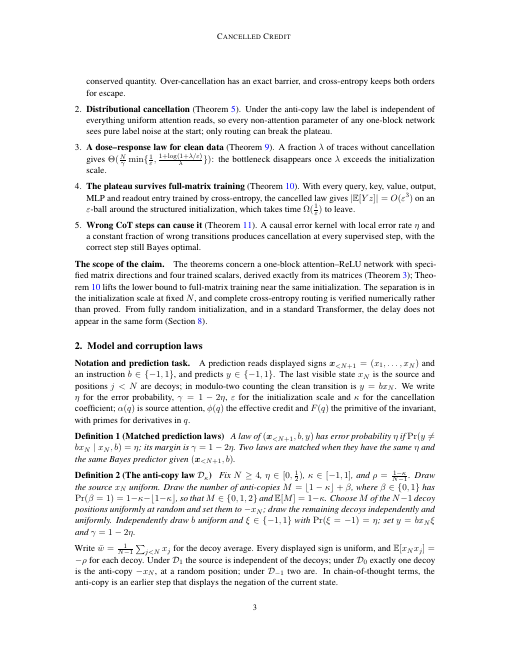 CANCELLED CREDIT
conserved quantity. Over-cancellation has an exact barrier, and cross-entropy keeps both orders
for escape.
2. Distributional cancellation (Theorem 5). Under the anti-copy law the label is independent of
everything uniform attention reads, so every non-attention parameter of any one-block network
sees pure label noise at the start; only routing can break the plateau.
3. A dose–response law for clean data (Theorem 9). A fraction λ of traces without cancellation
gives Θ(N/γ min{1/ε, 1+log(1+λ/ε)/λ}): the bottleneck disappears once λ exceeds the initialization
scale.
4. The plateau survives full-matrix training (Theorem 10). With every query, key, value, output,
MLP and readout entry trained by cross-entropy, the cancelled law gives |𝔼[Yz]| = O(ε³) on an
ε-ball around the structured initialization, which takes time Ω(1/ε) to leave.
5. Wrong CoT steps can cause it (Theorem 11). A causal error kernel with local error rate η and
a constant fraction of wrong transitions produces cancellation at every supervised step, with the
correct step still Bayes optimal.
The scope of the claim. The theorems concern a one-block attention–ReLU network with speci-
fied matrix directions and four trained scalars, derived exactly from its matrices (Theorem 3); Theo-
rem 10 lifts the lower bound to full-matrix training near the same initialization. The separation is in
the initialization scale at fixed N, and complete cross-entropy routing is verified numerically rather
than proved. From fully random initialization, and in a standard Transformer, the delay does not
appear in the same form (Section 8).
2. Model and corruption laws
Notation and prediction task. A prediction reads displayed signs x<N+1 = (x1, . . . , xN) and
an instruction b ∈ {−1, 1}, and predicts y ∈ {−1, 1}. The last visible state xN is the source and
positions j < N are decoys; in modulo-two counting the clean transition is y = bxN. We write
η for the error probability, γ = 1 − 2η, ε for the initialization scale and κ for the cancellation
coefficient; α(q) is source attention, ϕ(q) the effective credit and F(q) the primitive of the invariant,
with primes for derivatives in q.
Definition 1 (Matched prediction laws) A law of (x<N+1, b, y) has error probability η if Pr(y ≠
bxN | xN, b) = η; its margin is γ = 1 − 2η. Two laws are matched when they have the same η and
the same Bayes predictor given (x<N+1, b).
Definition 2 (The anti-copy law Dκ) Fix N ≥ 4, η ∈ [0, 1/2), κ ∈ [−1, 1], and ρ = 1−κ/N−1. Draw
the source xN uniform. Draw the number of anti-copies M = ⌊1 − κ⌋ + β, where β ∈ {0, 1} has
Pr(β = 1) = 1−κ−⌊1−κ⌋, so that M ∈ {0, 1, 2} and 𝔼[M] = 1−κ. Choose M of the N−1 decoy
positions uniformly at random and set them to −xN; draw the remaining decoys independently and
uniformly. Independently draw b uniform and ξ ∈ {−1, 1} with Pr(ξ = −1) = η; set y = bxNξ
and γ = 1 − 2η.
Write w̄ = 1/N−1 ∑j<N xj for the decoy average. Every displayed sign is uniform, and 𝔼[xNxj] =
−ρ for each decoy. Under D1 the source is independent of the decoys; under D0 exactly one decoy
is the anti-copy −xN, at a random position; under D−1 two are. In chain-of-thought terms, the
anti-copy is an earlier step that displays the negation of the current state.
3